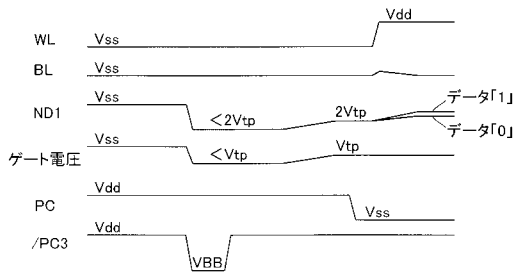 Vdd
WL Vss
BL Vss
ND1 Vss <2Vtp 2Vtp データ「1」
データ「0」
ゲート電圧 Vss <Vtp Vtp
PC Vdd Vss
/PC3 Vdd VBB